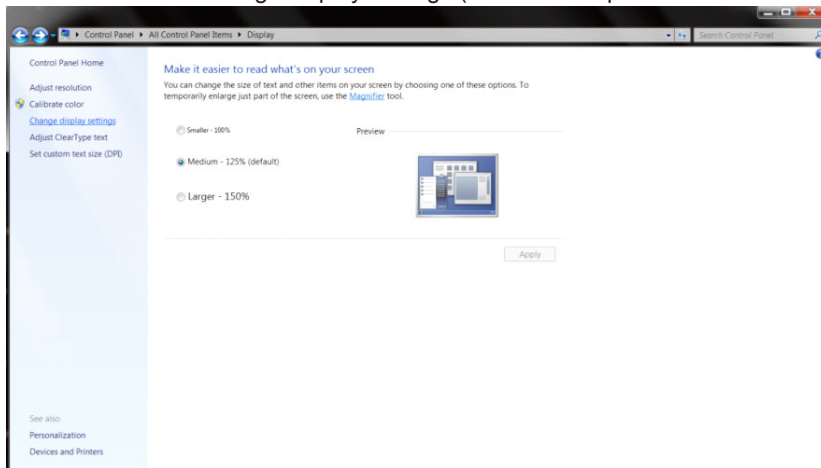 Control Panel ▸ All Control Panel Items ▸ Display
Search Control Panel
Control Panel Home
Adjust resolution
Calibrate color
Change display settings
Adjust ClearType text
Set custom text size (DPI)
See also
Personalization
Devices and Printers
Make it easier to read what's on your screen
You can change the size of text and other items on your screen by choosing one of these options. To
temporarily enlarge just part of the screen, use the Magnifier tool.
Smaller - 100%
Preview
Medium - 125% (default)
Larger - 150%
Apply